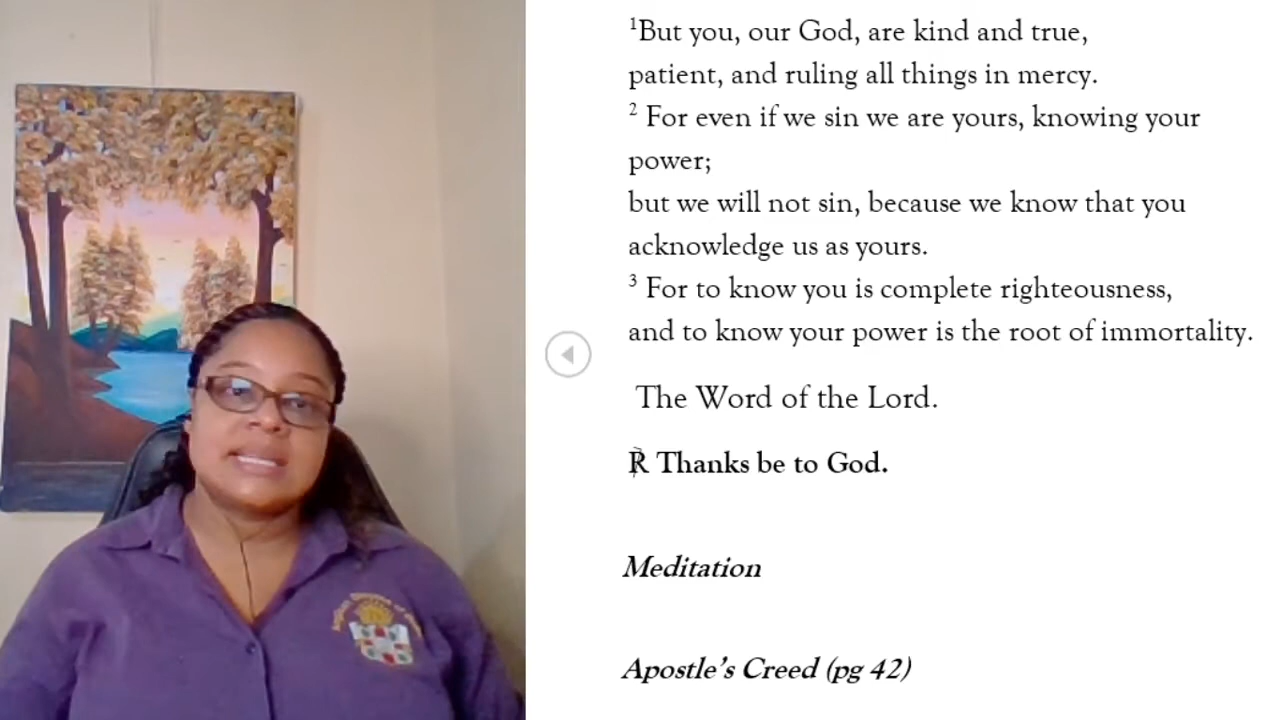 ¹But you, our God, are kind and true,
patient, and ruling all things in mercy.
² For even if we sin we are yours, knowing your
power;
but we will not sin, because we know that you
acknowledge us as yours.
³ For to know you is complete righteousness,
and to know your power is the root of immortality.
The Word of the Lord.
℟ Thanks be to God.
Meditation
Apostle’s Creed (pg 42)